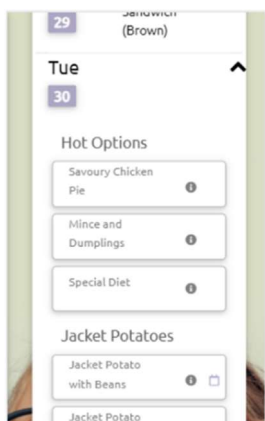 29
Sandwich
(Brown)
Tue
30
Hot Options
Savoury Chicken
Pie
Mince and
Dumplings
Special Diet
Jacket Potatoes
Jacket Potato
with Beans
Jacket Potato